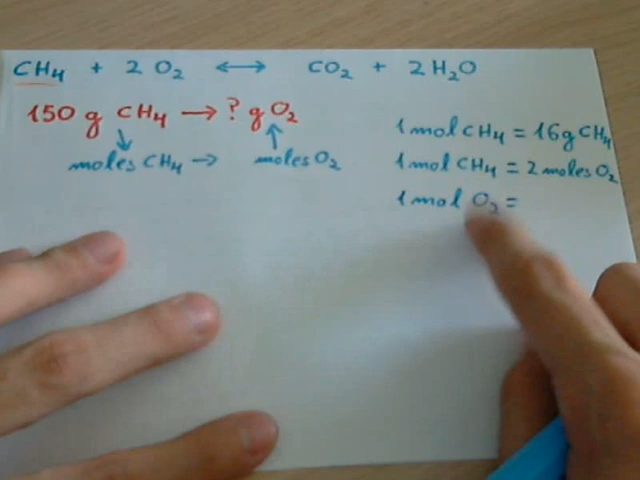 CH4 + 2 O2 ⟷ CO2 + 2 H2O
150 g CH4 → ? g O2
↓ ↑
moles CH4 → moles O2
1 mol CH4 = 16 g CH4
1 mol CH4 = 2 moles O2
1 mol O2 =